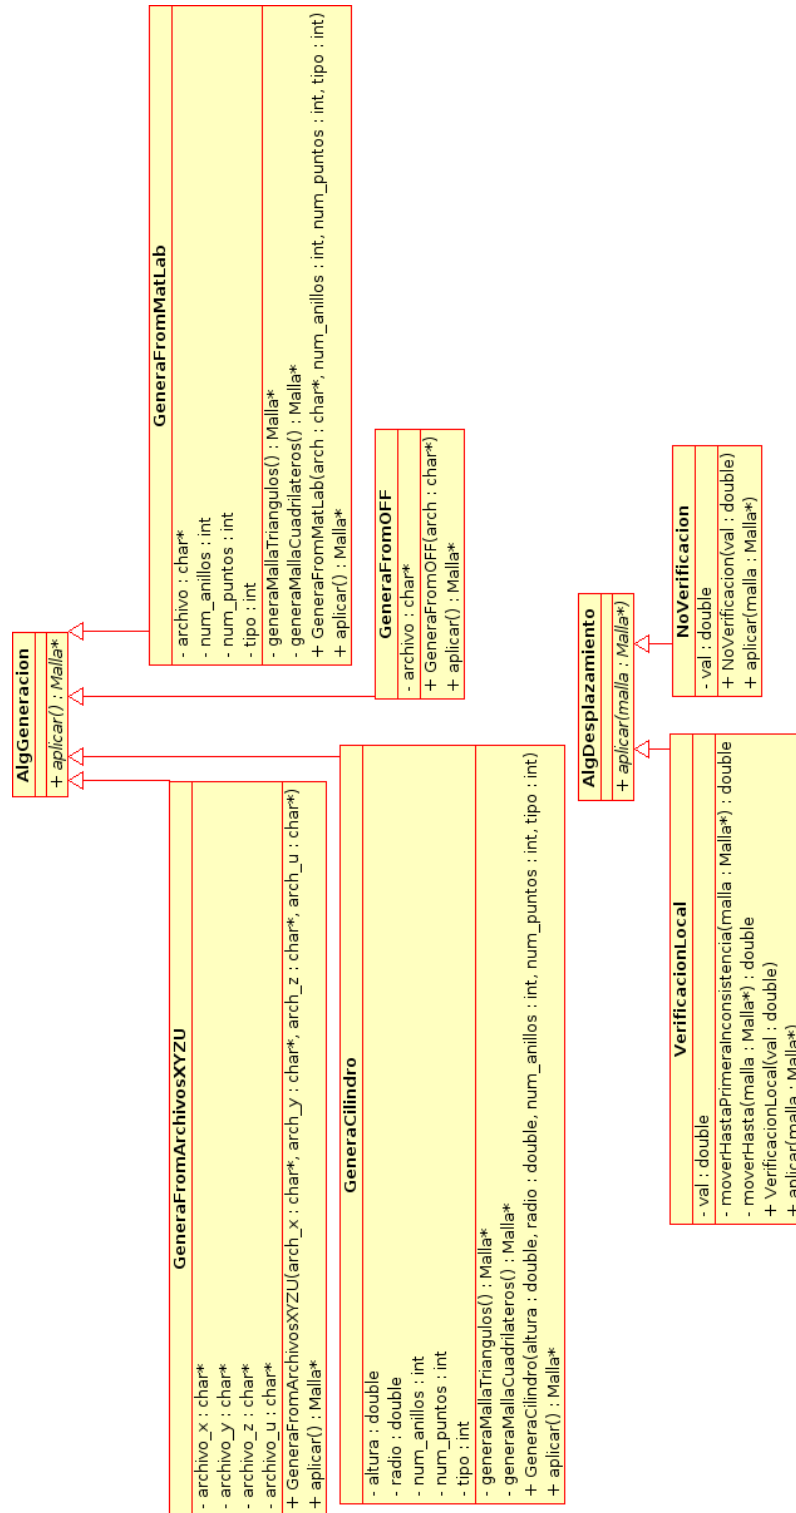 AlgGeneracion
+ aplicar() : Malla*
GeneraFromArchivosXYZU
- archivo_x : char*
- archivo_y : char*
- archivo_z : char*
- archivo_u : char*
+ GeneraFromArchivosXYZU(arch_x : char*, arch_y : char*, arch_z : char*, arch_u : char*)
+ aplicar() : Malla*
GeneraCilindro
- altura : double
- radio : double
- num_anillos : int
- num_puntos : int
- tipo : int
- generaMallaTriangulos() : Malla*
- generaMallaCuadrilateros() : Malla*
+ GeneraCilindro(altura : double, radio : double, num_anillos : int, num_puntos : int, tipo : int)
+ aplicar() : Malla*
GeneraFromOFF
- archivo : char*
+ GeneraFromOFF(arch : char*)
+ aplicar() : Malla*
GeneraFromMatLab
- archivo : char*
- num_anillos : int
- num_puntos : int
- tipo : int
- generaMallaTriangulos() : Malla*
- generaMallaCuadrilateros() : Malla*
+ GeneraFromMatLab(arch : char*, num_anillos : int, num_puntos : int, tipo : int)
+ aplicar() : Malla*
AlgDesplazamiento
+ aplicar(malla : Malla*)
VerificacionLocal
- val : double
- moverHastaPrimeraInconsistencia(malla : Malla*) : double
- moverHasta(malla : Malla*) : double
+ VerificacionLocal(val : double)
+ aplicar(malla : Malla*)
NoVerificacion
- val : double
+ NoVerificacion(val : double)
+ aplicar(malla : Malla*)